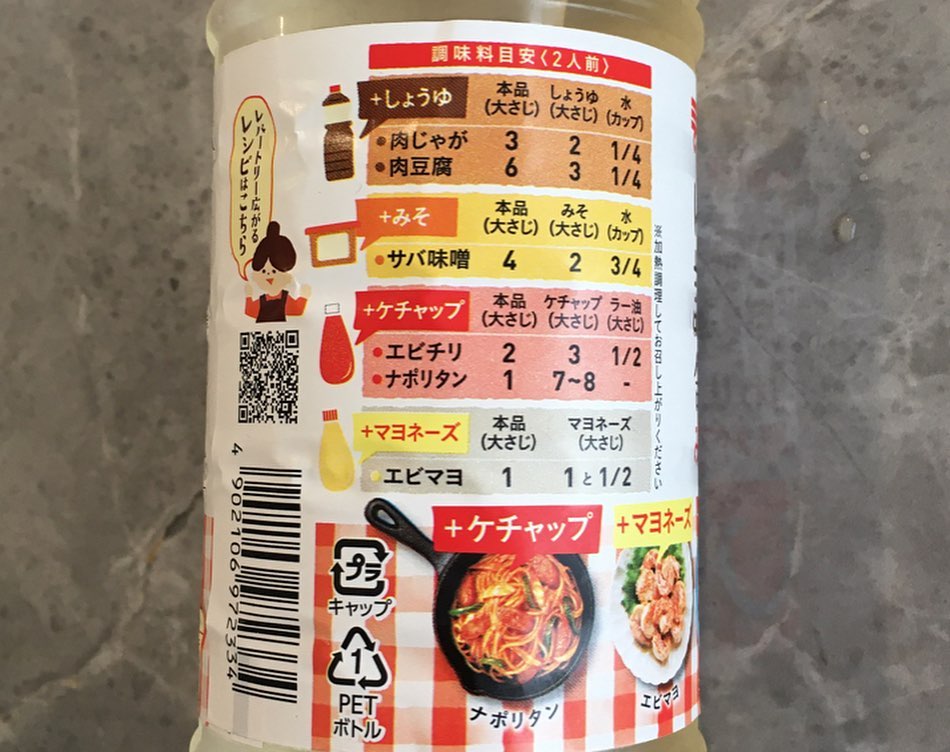 調味料目安〈2人前〉
+しょうゆ 本品(大さじ) しょうゆ(大さじ) 水(カップ)
•肉じゃが 3 2 1/4
•肉豆腐 6 3 1/4
+みそ 本品(大さじ) みそ(大さじ) 水(カップ)
•サバ味噌 4 2 3/4
+ケチャップ 本品(大さじ) ケチャップ(大さじ) ラー油(大さじ)
•エビチリ 2 3 1/2
•ナポリタン 1 7~8 -
+マヨネーズ 本品(大さじ) マヨネーズ(大さじ)
•エビマヨ 1 1と1/2
※加熱調理してお召し上がりください
レパートリー広がる
レシピはこちら
4 902106 972334
プラ
キャップ
1
PET
ボトル
+ケチャップ
ナポリタン
+マヨネーズ
エビマヨ